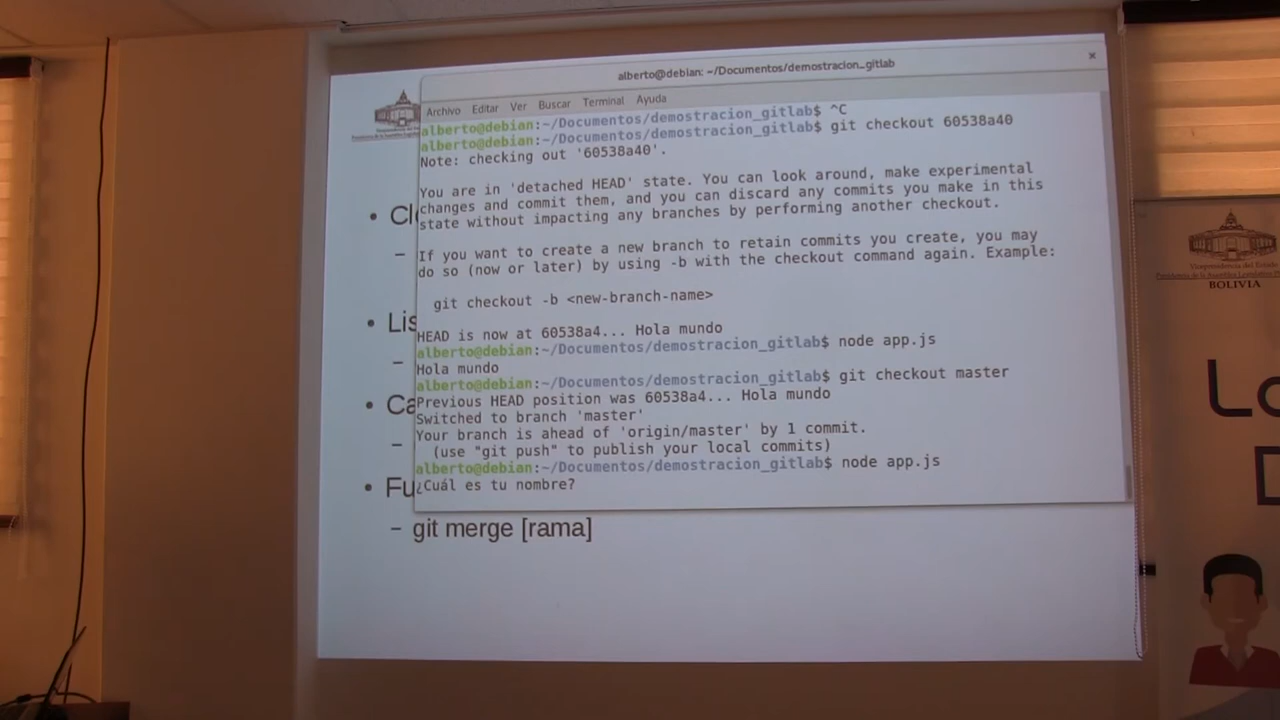 alberto@debian: ~/Documentos/demostracion_gitlab
Archivo Editar Ver Buscar Terminal Ayuda
alberto@debian:~/Documentos/demostracion_gitlab$ ^C
alberto@debian:~/Documentos/demostracion_gitlab$ git checkout 60538a40
Note: checking out '60538a40'.
You are in 'detached HEAD' state. You can look around, make experimental
changes and commit them, and you can discard any commits you make in this
state without impacting any branches by performing another checkout.
If you want to create a new branch to retain commits you create, you may
do so (now or later) by using -b with the checkout command again. Example:
git checkout -b <new-branch-name>
HEAD is now at 60538a4... Hola mundo
alberto@debian:~/Documentos/demostracion_gitlab$ node app.js
Hola mundo
alberto@debian:~/Documentos/demostracion_gitlab$ git checkout master
Previous HEAD position was 60538a4... Hola mundo
Switched to branch 'master'
Your branch is ahead of 'origin/master' by 1 commit.
(use "git push" to publish your local commits)
alberto@debian:~/Documentos/demostracion_gitlab$ node app.js
¿Cuál es tu nombre?
• Cl
• Lis
• Ca
• Fu
– git merge [rama]
Vicepresidencia del Estado
BOLIVIA
La
D